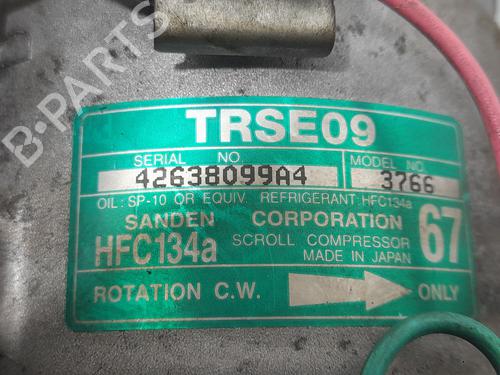 B-PARTS
TRSE09
SERIAL NO.
42638099A4
MODEL NO.
3766
OIL: SP-10 OR EQUIV. REFRIGERANT: HFC134a
SANDEN CORPORATION
HFC134a
SCROLL COMPRESSOR
MADE IN JAPAN
67
ROTATION C.W. ONLY